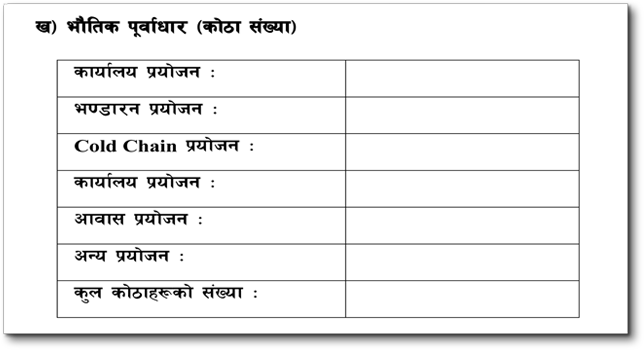 ख) भौतिक पूर्वाधार (कोठा संख्या)
कार्यालय प्रयोजन :
भण्डारन प्रयोजन :
Cold Chain प्रयोजन :
कार्यालय प्रयोजन :
आवास प्रयोजन :
अन्य प्रयोजन :
कुल कोठाहरूको संख्या :